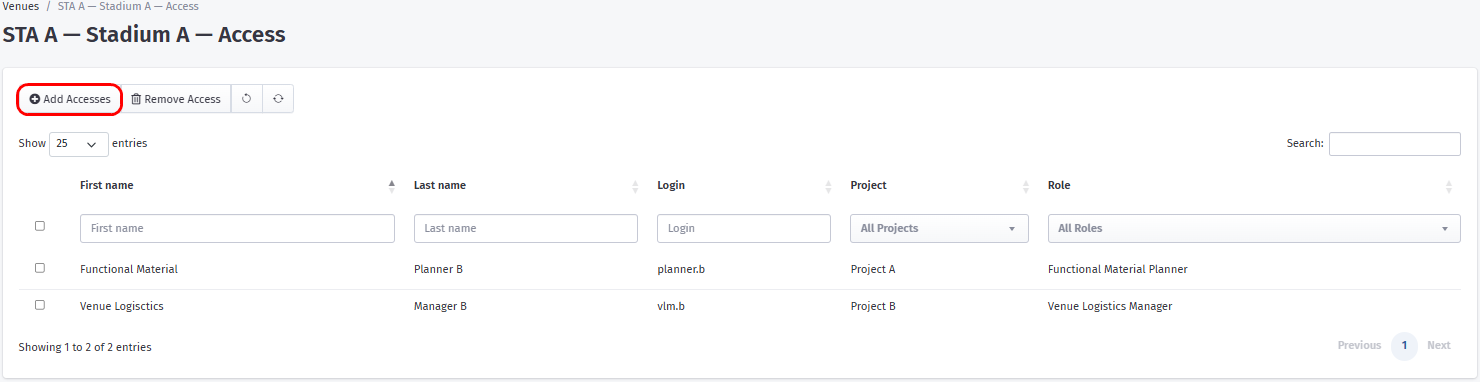 Venues / STA A — Stadium A — Access
STA A — Stadium A — Access
Add Accesses Remove Access
Show 25 entries Search:
First name Last name Login Project Role
First name Last name Login All Projects All Roles
Functional Material Planner B planner.b Project A Functional Material Planner
Venue Logisctics Manager B vlm.b Project B Venue Logistics Manager
Showing 1 to 2 of 2 entries Previous 1 Next